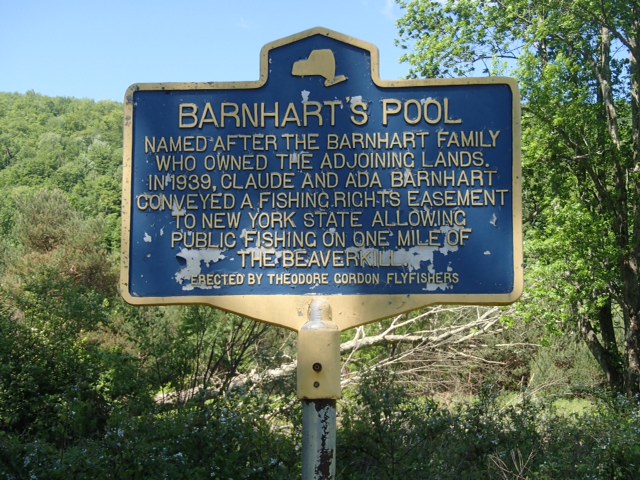 BARNHART'S POOL
NAMED AFTER THE BARNHART FAMILY
WHO OWNED THE ADJOINING LANDS.
IN 1939, CLAUDE AND ADA BARNHART
CONVEYED A FISHING RIGHTS EASEMENT
TO NEW YORK STATE ALLOWING
PUBLIC FISHING ON ONE MILE OF
THE BEAVERKILL.
ERECTED BY THEODORE GORDON FLYFISHERS